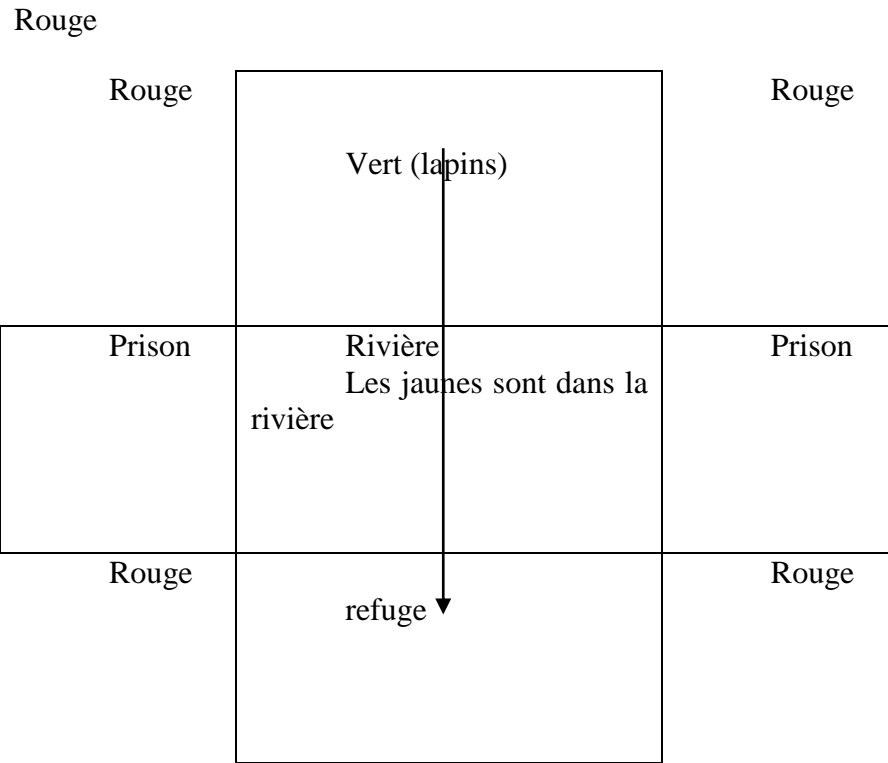 Rouge
Rouge
Rouge
Vert (lapins)
Prison
Rivière
Prison
Les jaunes sont dans la
rivière
Rouge
Rouge
refuge